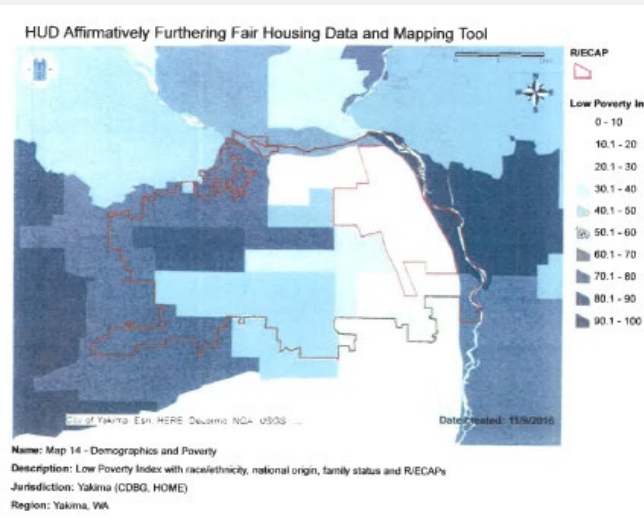 HUD Affirmatively Furthering Fair Housing Data and Mapping Tool
R/ECAP
Low Poverty In
0 - 10
10.1 - 20
20.1 - 30
30.1 - 40
40.1 - 50
50.1 - 60
60.1 - 70
70.1 - 80
80.1 - 90
90.1 - 100
City of Yakima, Esri, HERE, DeLorme, NGA, USGS
Date created: 11/9/2016
Name: Map 14 - Demographics and Poverty
Description: Low Poverty Index with race/ethnicity, national origin, family status and R/ECAPs
Jurisdiction: Yakima (CDBG, HOME)
Region: Yakima, WA